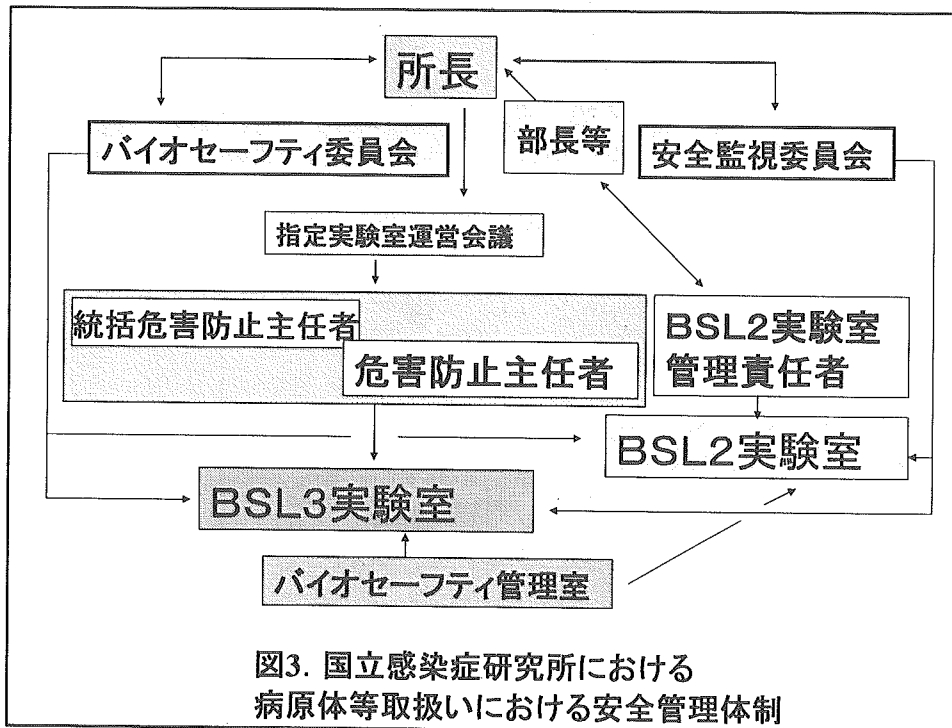 所長
バイオセーフティ委員会
部長等
安全監視委員会
指定実験室運営会議
統括危害防止主任者
危害防止主任者
BSL2実験室
管理責任者
BSL2実験室
BSL3実験室
バイオセーフティ管理室
図3. 国立感染症研究所における
病原体等取扱いにおける安全管理体制